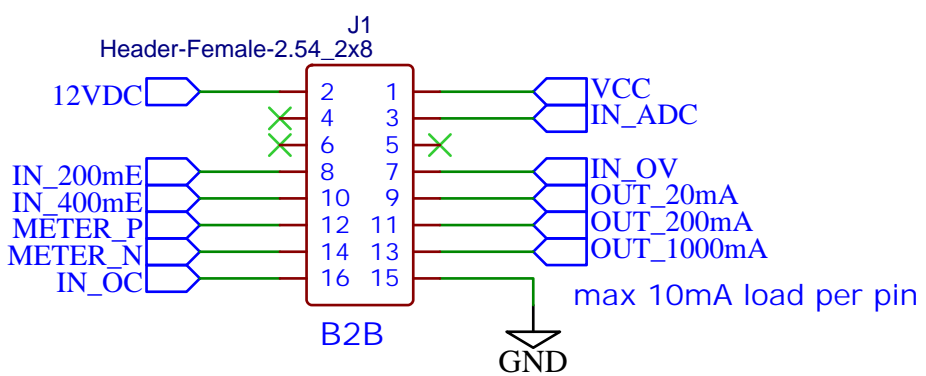 J1
Header-Female-2.54_2x8
12VDC 2 1 VCC
4 3 IN_ADC
6 5
IN_200mE 8 7 IN_OV
IN_400mE 10 9 OUT_20mA
METER_P 12 11 OUT_200mA
METER_N 14 13 OUT_1000mA
IN_OC 16 15
max 10mA load per pin
B2B
GND